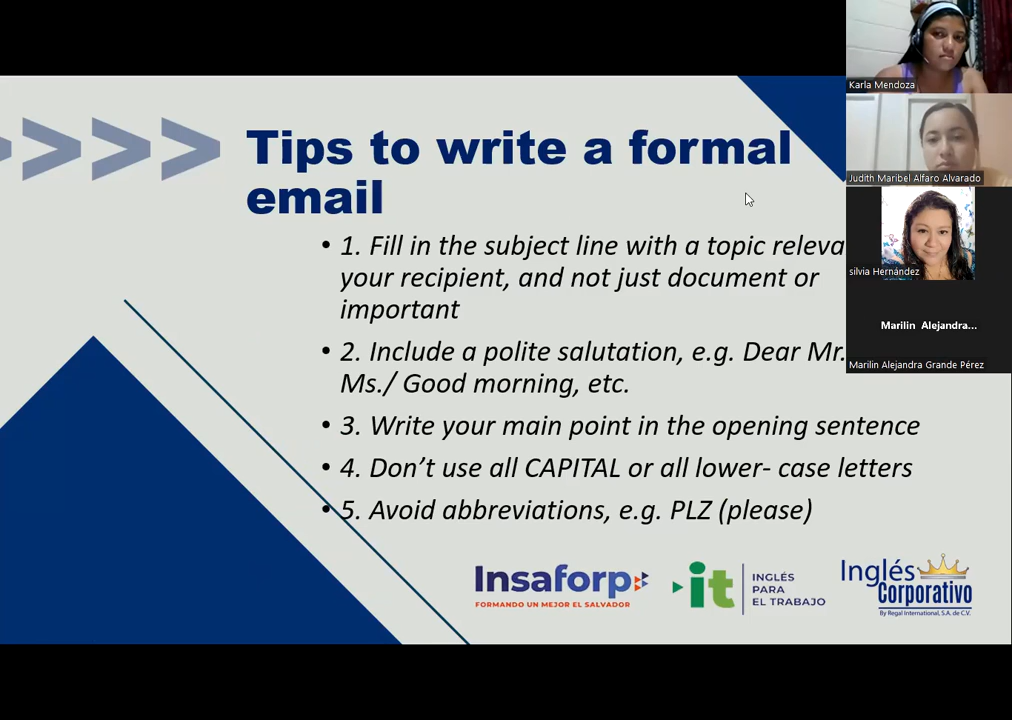 Tips to write a formal
email
• 1. Fill in the subject line with a topic
your recipient, and not just document or
important
• 2. Include a polite salutation, e.g. Dear Mr.
Ms./ Good morning, etc.
• 3. Write your main point in the opening sentence
• 4. Don't use all CAPITAL or all lower- case letters
• 5. Avoid abbreviations, e.g. PLZ (please)
Insaforp
FORMANDO UN MEJOR EL SALVADOR
it
INGLÉS
PARA
EL TRABAJO
Inglés
Corporativo
By Regal International, S.A. de C.V.
Karla Mendoza
Judith Maribel Alfaro Alvarado
silvia Hernández
Marilin Alejandra...
Marilin Alejandra Grande Pérez